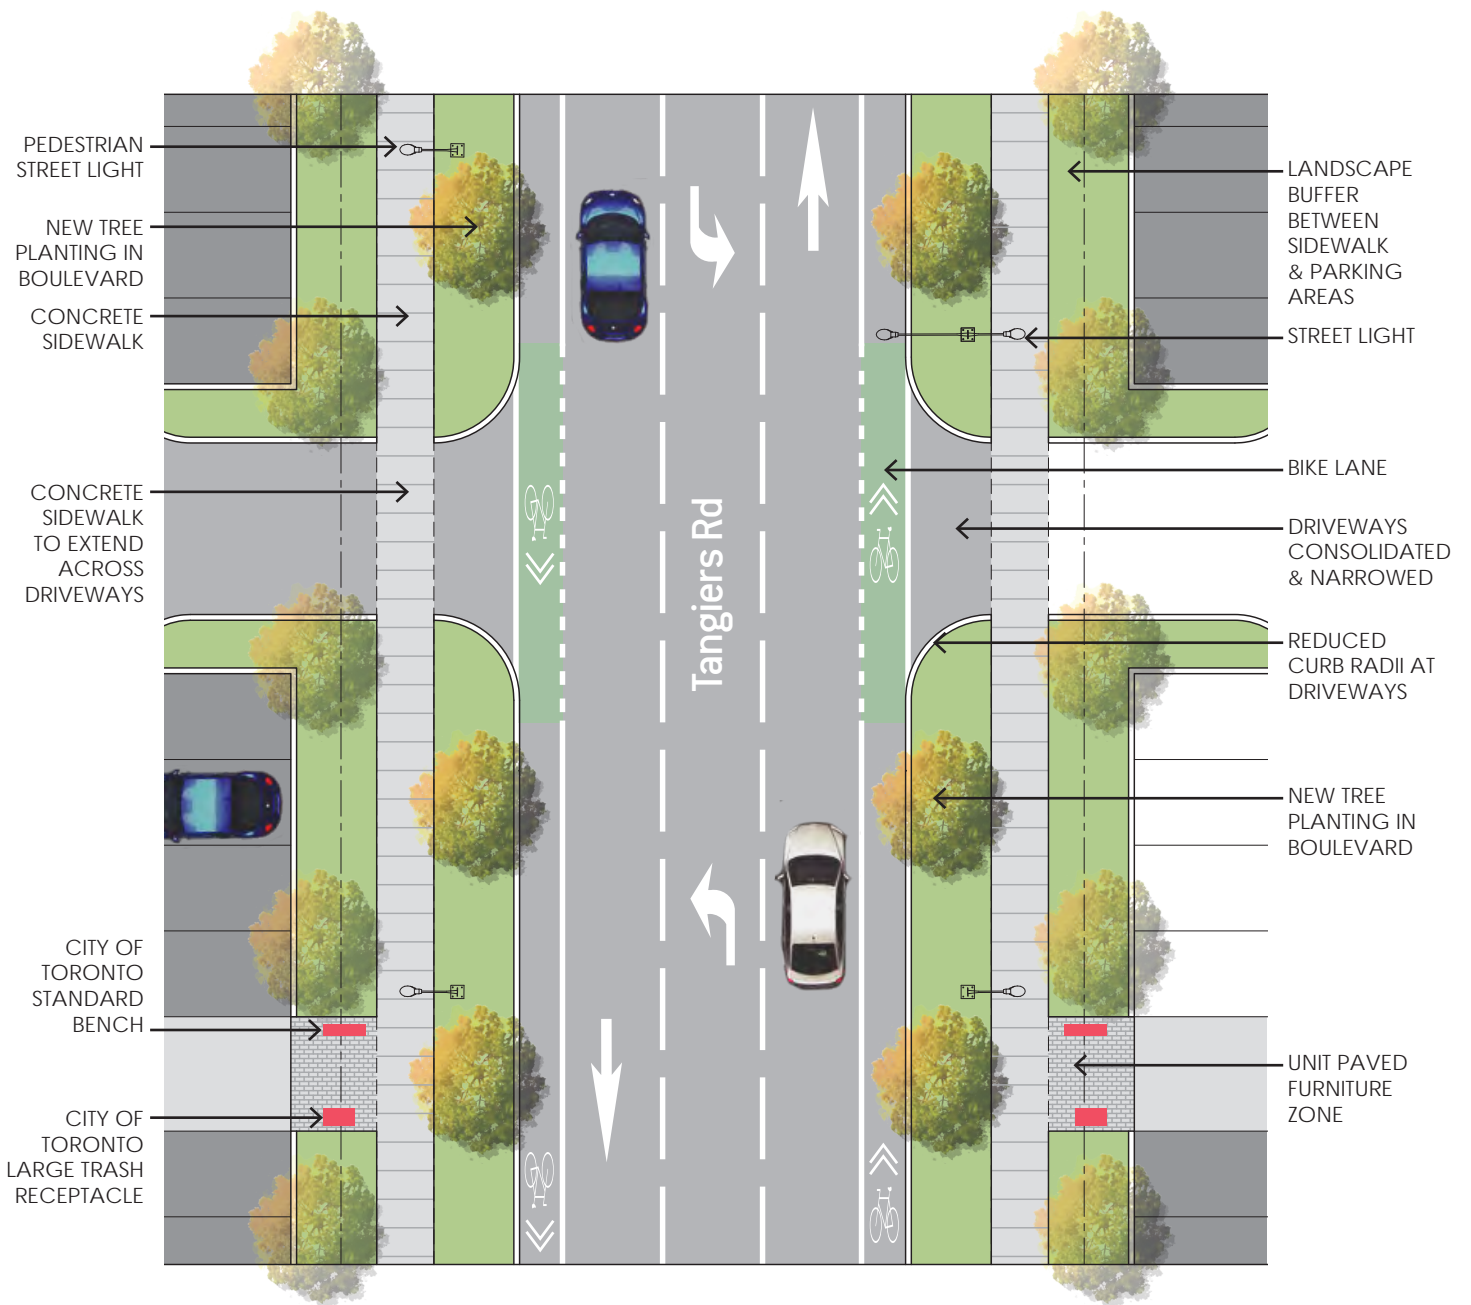 PEDESTRIAN
STREET LIGHT
NEW TREE
PLANTING IN
BOULEVARD
CONCRETE
SIDEWALK
CONCRETE
SIDEWALK
TO EXTEND
ACROSS
DRIVEWAYS
CITY OF
TORONTO
STANDARD
BENCH
CITY OF
TORONTO
LARGE TRASH
RECEPTACLE
Tangiers Rd
LANDSCAPE
BUFFER
BETWEEN
SIDEWALK
& PARKING
AREAS
STREET LIGHT
BIKE LANE
DRIVEWAYS
CONSOLIDATED
& NARROWED
REDUCED
CURB RADII AT
DRIVEWAYS
NEW TREE
PLANTING IN
BOULEVARD
UNIT PAVED
FURNITURE
ZONE